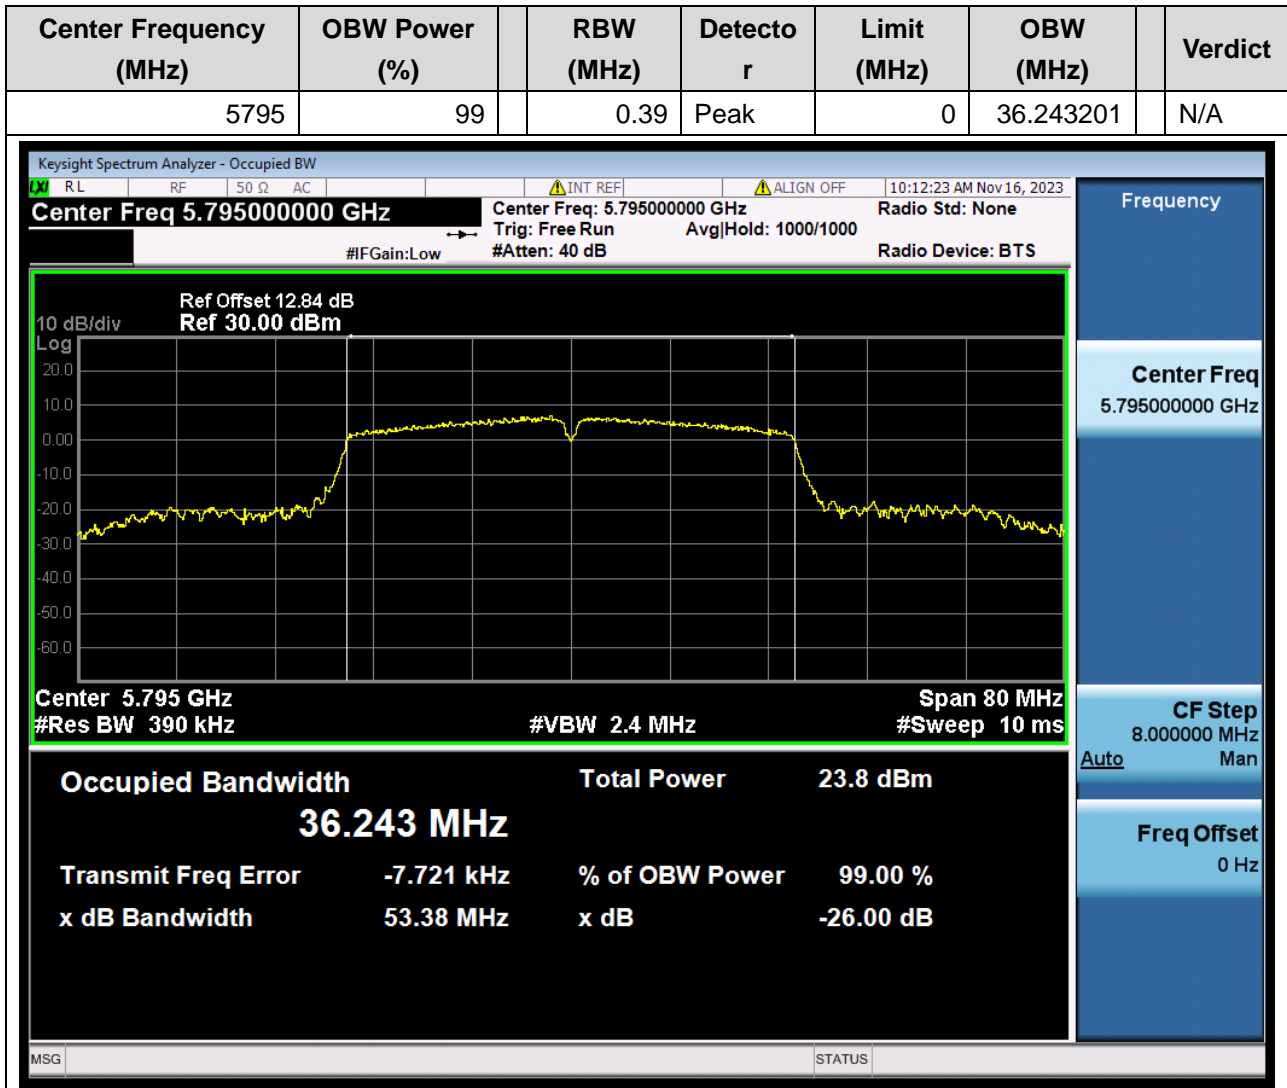 Center Frequency (MHz) OBW Power (%) RBW (MHz) Detecto r Limit (MHz) OBW (MHz) Verdict
5795 99 0.39 Peak 0 36.243201 N/A
Keysight Spectrum Analyzer - Occupied BW
LXI RL RF 50 Ω AC INT REF ALIGN OFF 10:12:23 AM Nov 16, 2023
Center Freq 5.795000000 GHz Center Freq: 5.795000000 GHz Radio Std: None
Trig: Free Run Avg|Hold: 1000/1000
#IFGain:Low #Atten: 40 dB Radio Device: BTS
Ref Offset 12.84 dB
10 dB/div Ref 30.00 dBm
Log
20.0
10.0
0.00
-10.0
-20.0
-30.0
-40.0
-50.0
-60.0
Center 5.795 GHz Span 80 MHz
#Res BW 390 kHz #VBW 2.4 MHz #Sweep 10 ms
Occupied Bandwidth Total Power 23.8 dBm
36.243 MHz
Transmit Freq Error -7.721 kHz % of OBW Power 99.00 %
x dB Bandwidth 53.38 MHz x dB -26.00 dB
MSG STATUS
Frequency
Center Freq
5.795000000 GHz
CF Step
8.000000 MHz
Auto Man
Freq Offset
0 Hz